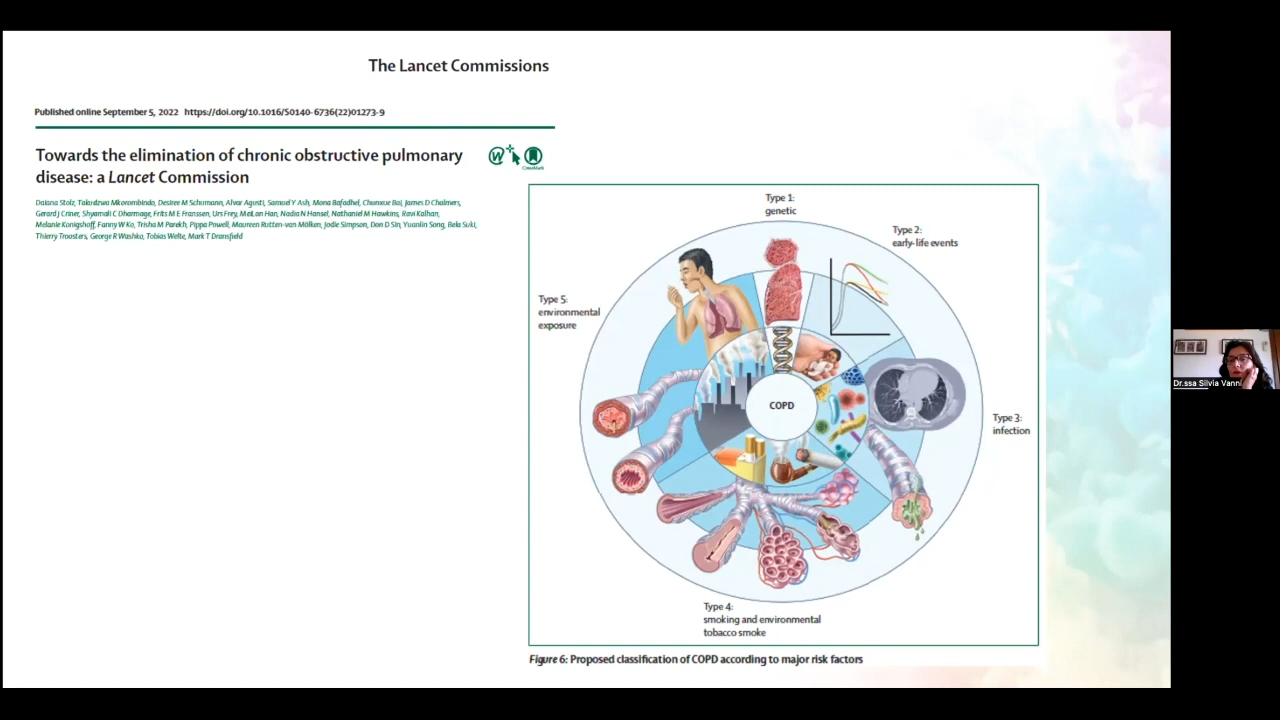 The Lancet Commissions
Published online September 5, 2022 https://doi.org/10.1016/S0140-6736(22)01273-9
Towards the elimination of chronic obstructive pulmonary
disease: a Lancet Commission
CrossMark
Daiana Stolz, Takudzwa Mkorombindo, Desiree M Schumann, Alvar Agusti, Samuel Y Ash, Mona Bafadhel, Chunxue Bai, James D Chalmers,
Gerard J Criner, Shyamali C Dharmage, Frits M E Franssen, Urs Frey, MeiLan Han, Nadia N Hansel, Nathaniel M Hawkins, Ravi Kalhan,
Melanie Konigshoff, Fanny W Ko, Trisha M Parekh, Pippa Powell, Maureen Rutten-van Mölken, Jodie Simpson, Don D Sin, Yuanlin Song, Bela Suki,
Thierry Troosters, George R Washko, Tobias Welte, Mark T Dransfield
Type 1:
genetic
Type 2:
early-life events
Type 5:
environmental
exposure
COPD
Type 3:
infection
Type 4:
smoking and environmental
tobacco smoke
Figure 6: Proposed classification of COPD according to major risk factors
Dr.ssa Silvia Vanni